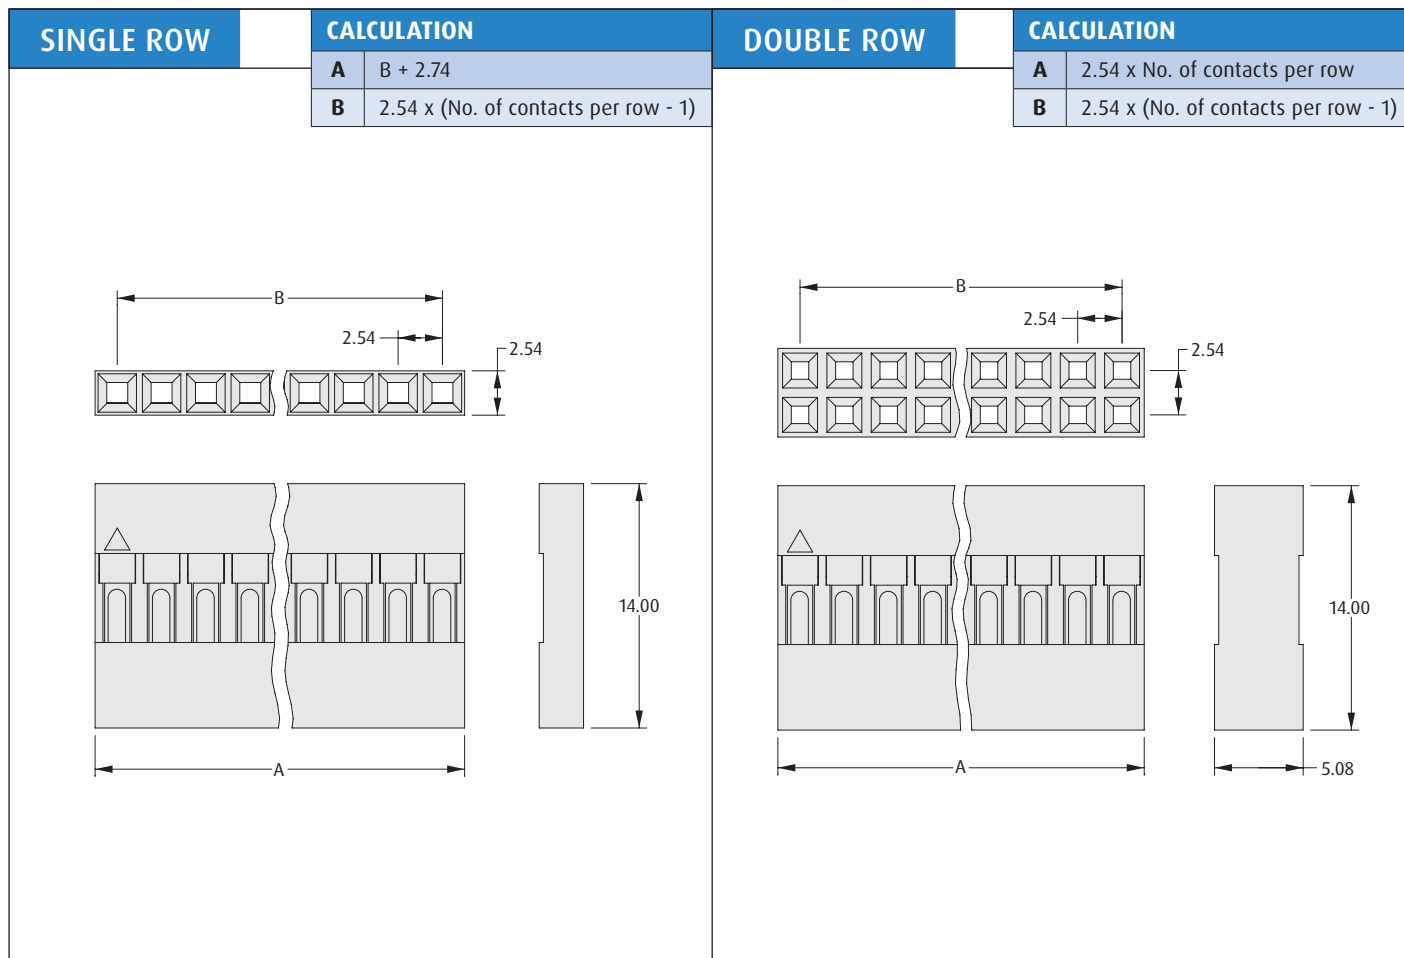 SINGLE ROW
CALCULATION
A B + 2.74
B 2.54 x (No. of contacts per row - 1)
B
2.54
2.54
14.00
A
DOUBLE ROW
CALCULATION
A 2.54 x No. of contacts per row
B 2.54 x (No. of contacts per row - 1)
B
2.54
2.54
14.00
A
5.08